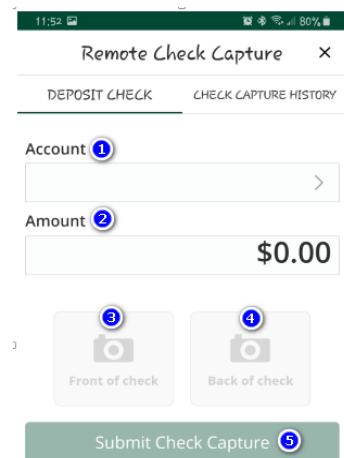 11:52 80%
Remote Check Capture ×
DEPOSIT CHECK CHECK CAPTURE HISTORY
Account 1
Amount 2
$0.00
3 4
Front of check Back of check
Submit Check Capture 5